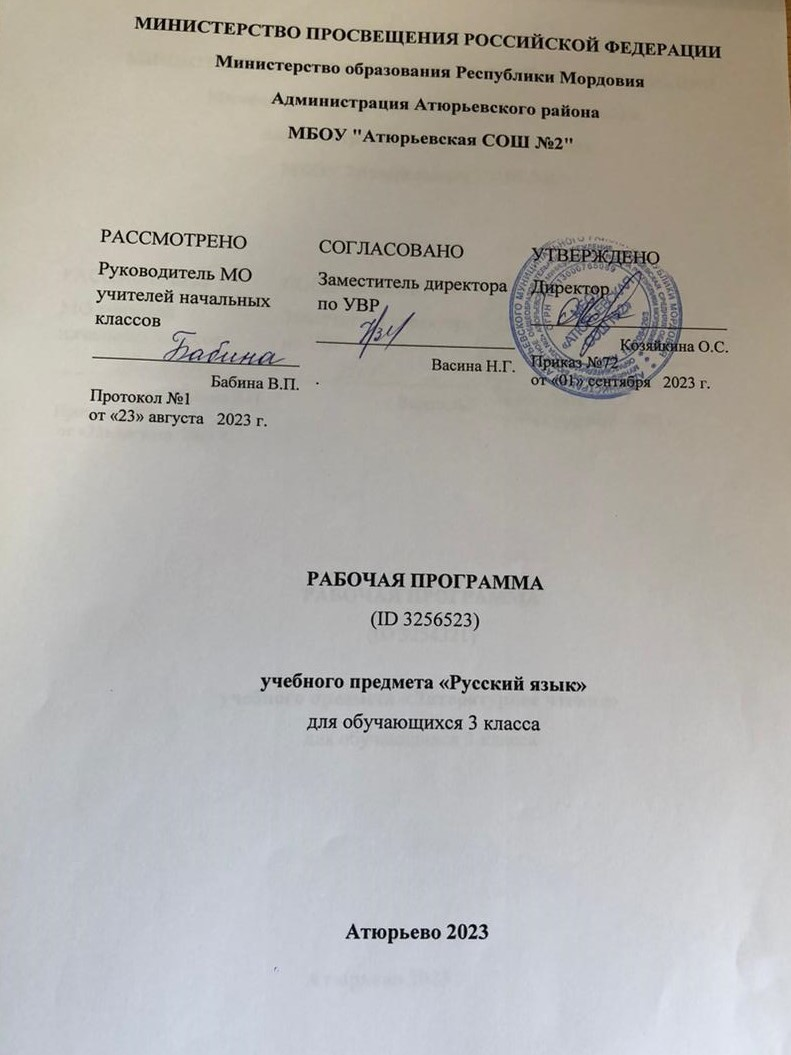 МИНИСТЕРСТВО ПРОСВЕЩЕНИЯ РОССИЙСКОЙ ФЕДЕРАЦИИ
Министерство образования Республики Мордовия
Администрация Атюрьевского района
МБОУ "Атюрьевская СОШ №2"
РАССМОТРЕНО
Руководитель МО
учителей начальных
классов
Бабина
Бабина В.П.
Протокол №1
от «23» августа 2023 г.
СОГЛАСОВАНО
Заместитель директора
по УВР
Васина Н.Г.
УТВЕРЖДЕНО
Директор
Козяйкина О.С.
Приказ №72
от «01» сентября 2023 г.
РАБОЧАЯ ПРОГРАММА
(ID 3256523)
учебного предмета «Русский язык»
для обучающихся 3 класса
Атюрьево 2023